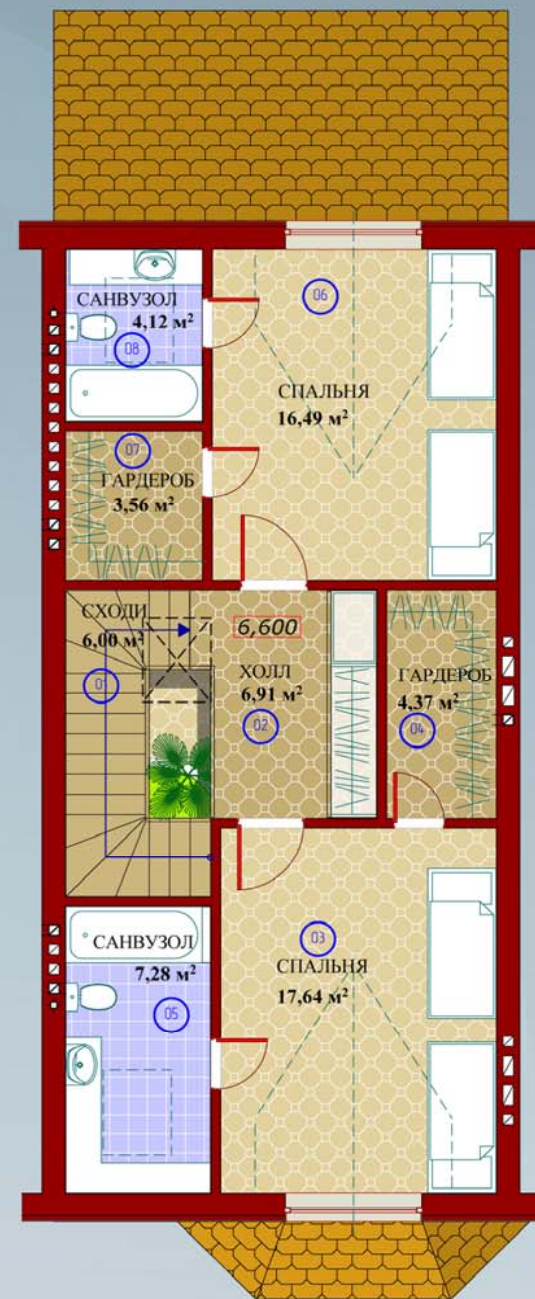 06
САНВУЗОЛ
4,12 м²
08
СПАЛЬНЯ
16,49 м²
07
ГАРДЕРОБ
3,56 м²
СХОДИ
6,00 м²
6,600
01
ХОЛЛ
6,91 м²
02
ГАРДЕРОБ
4,37 м²
04
03
САНВУЗОЛ
7,28 м²
05
СПАЛЬНЯ
17,64 м²